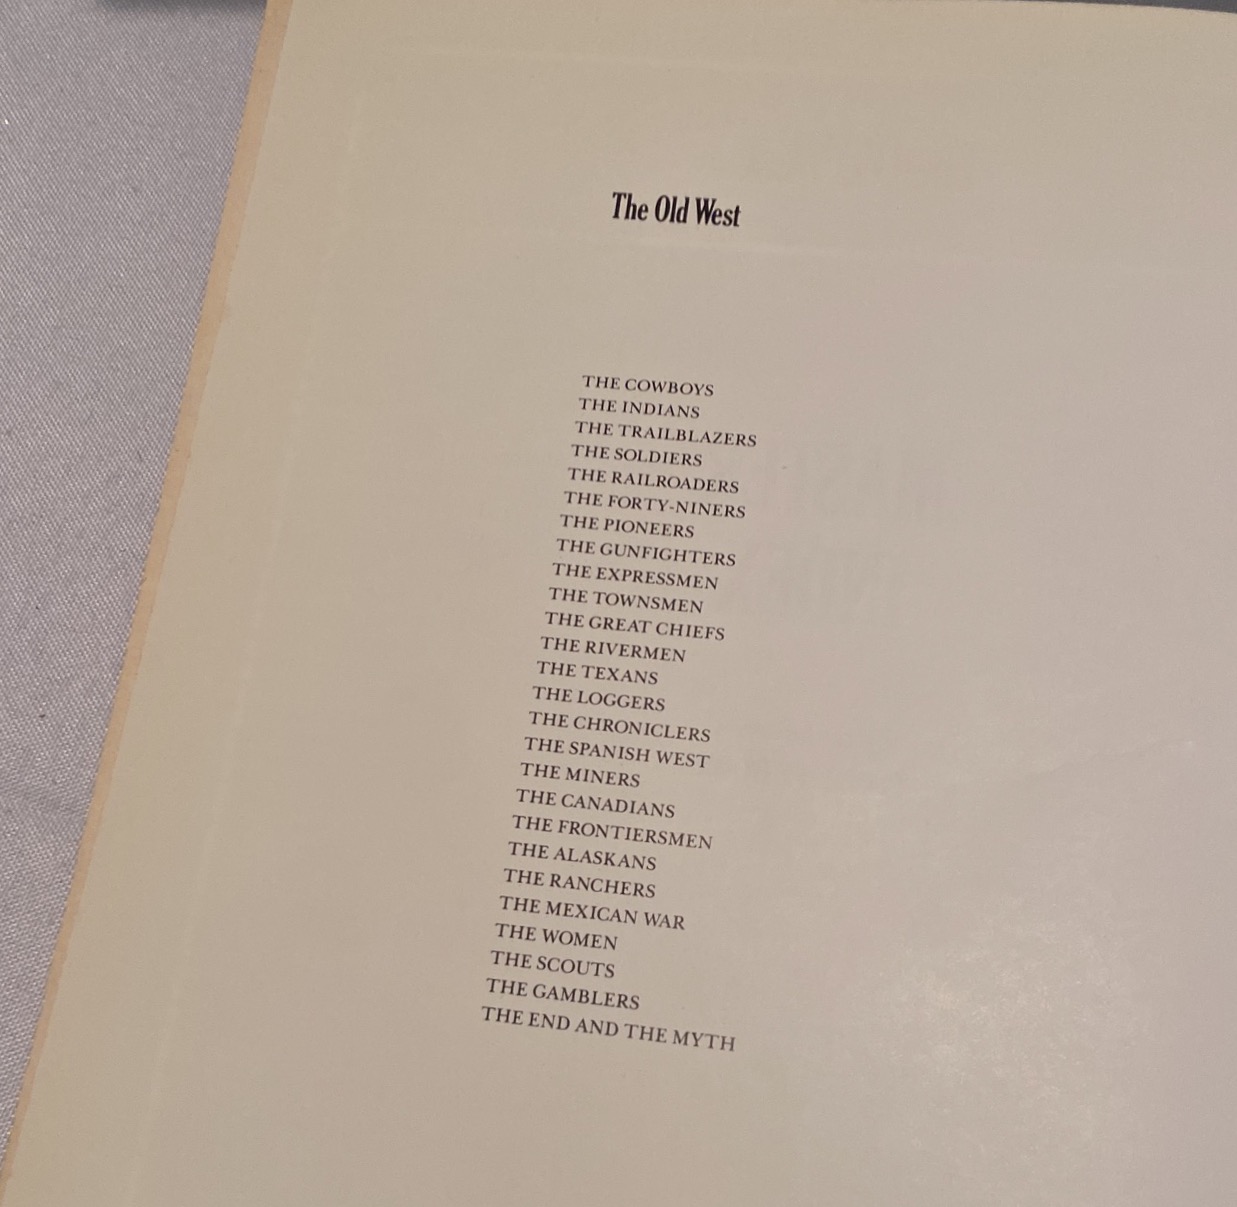 The Old West
THE COWBOYS
THE INDIANS
THE TRAILBLAZERS
THE SOLDIERS
THE RAILROADERS
THE FORTY-NINERS
THE PIONEERS
THE GUNFIGHTERS
THE EXPRESSMEN
THE TOWNSMEN
THE GREAT CHIEFS
THE RIVERMEN
THE TEXANS
THE LOGGERS
THE CHRONICLERS
THE SPANISH WEST
THE MINERS
THE CANADIANS
THE FRONTIERSMEN
THE ALASKANS
THE RANCHERS
THE MEXICAN WAR
THE WOMEN
THE SCOUTS
THE GAMBLERS
THE END AND THE MYTH